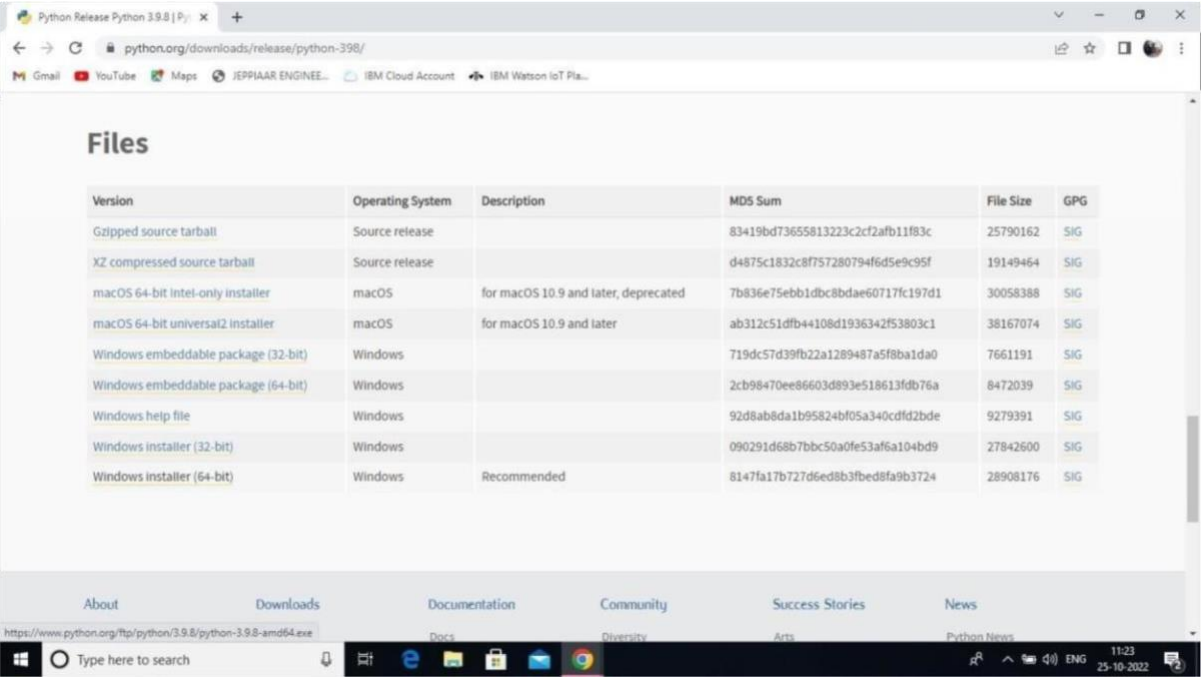 Python Release Python 3.9.8 | Py
python.org/downloads/release/python-398/
Gmail YouTube Maps JEPPIAAR ENGINEE... IBM Cloud Account IBM Watson IoT Pla...
Files
Version Operating System Description MD5 Sum File Size GPG
Gzipped source tarball Source release 83419bd73655813223c2cf2afb11f83c 25790162 SIG
XZ compressed source tarball Source release d4875c1832c8f757280794f6d5e9c95f 19149464 SIG
macOS 64-bit Intel-only installer macOS for macOS 10.9 and later, deprecated 7b836e75ebb1dbc8bdae60717fc197d1 30058388 SIG
macOS 64-bit universal2 installer macOS for macOS 10.9 and later ab312c51dfb44108d1936342f53803c1 38167074 SIG
Windows embeddable package (32-bit) Windows 719dc57d39fb22a1289487a5f8ba1da0 7661191 SIG
Windows embeddable package (64-bit) Windows 2cb98470ee86603d893e518613fdb76a 8472039 SIG
Windows help file Windows 92d8ab8da1b95824bf05a340cdfd2bde 9279391 SIG
Windows installer (32-bit) Windows 090291d68b7bbc50a0fe53af6a104bd9 27842600 SIG
Windows installer (64-bit) Windows Recommended 8147fa17b727d6ed8b3fbed8fa9b3724 28908176 SIG
About Downloads Documentation Community Success Stories News
https://www.python.org/ftp/python/3.9.8/python-3.9.8-amd64.exe Docs Diversity Arts Python News
Type here to search ENG 11:23
25-10-2022 2